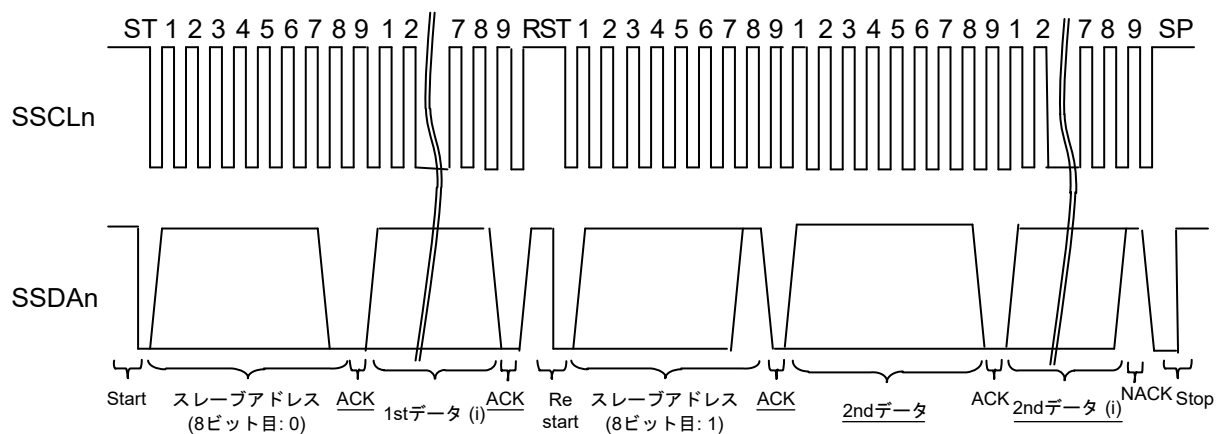 ST 1 2 3 4 5 6 7 8 9 1 2 7 8 9 RST 1 2 3 4 5 6 7 8 9 1 2 3 4 5 6 7 8 9 1 2 7 8 9 SP
SSCLn
SSDAn
Start
スレーブアドレス
(8ビット目: 0)
ACK
1stデータ (i)
ACK
Re
start
スレーブアドレス
(8ビット目: 1)
ACK
2ndデータ
ACK
2ndデータ (i)
NACK
Stop